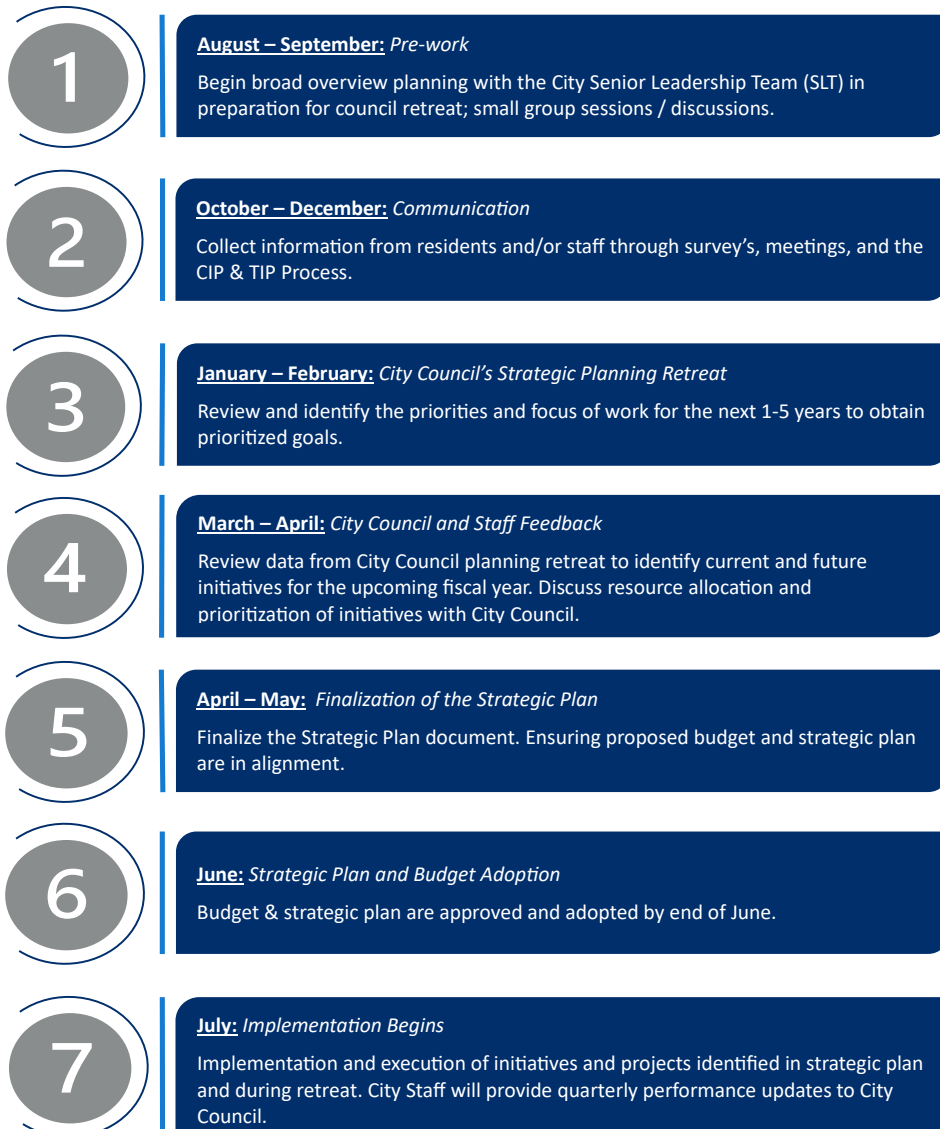 1
August – September: Pre-work
Begin broad overview planning with the City Senior Leadership Team (SLT) in
preparation for council retreat; small group sessions / discussions.
2
October – December: Communication
Collect information from residents and/or staff through survey's, meetings, and the
CIP & TIP Process.
3
January – February: City Council's Strategic Planning Retreat
Review and identify the priorities and focus of work for the next 1-5 years to obtain
prioritized goals.
4
March – April: City Council and Staff Feedback
Review data from City Council planning retreat to identify current and future
initiatives for the upcoming fiscal year. Discuss resource allocation and
prioritization of initiatives with City Council.
5
April – May: Finalization of the Strategic Plan
Finalize the Strategic Plan document. Ensuring proposed budget and strategic plan
are in alignment.
6
June: Strategic Plan and Budget Adoption
Budget & strategic plan are approved and adopted by end of June.
7
July: Implementation Begins
Implementation and execution of initiatives and projects identified in strategic plan
and during retreat. City Staff will provide quarterly performance updates to City
Council.